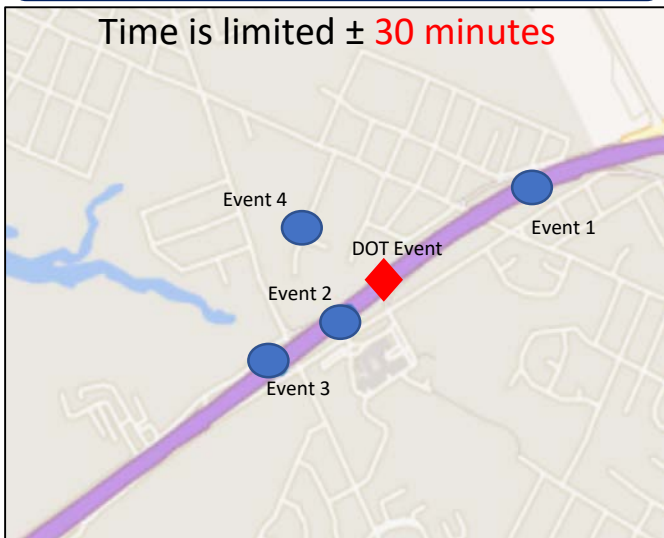 Time is limited ± 30 minutes
Event 4
Event 1
DOT Event
Event 2
Event 3